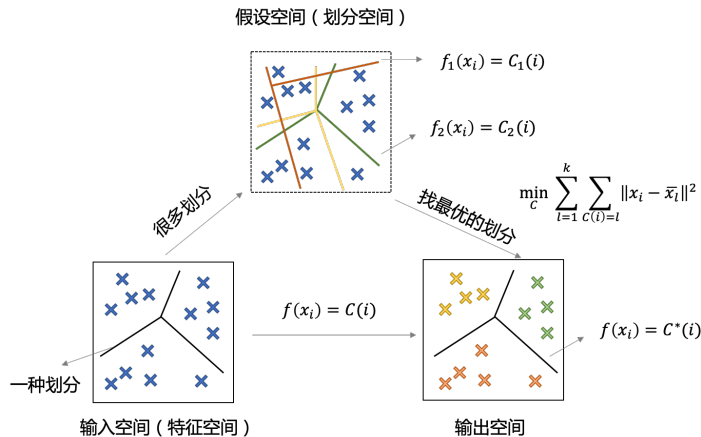 假设空间（划分空间）
f₁(xᵢ) = C₁(i)
f₂(xᵢ) = C₂(i)
很多划分
找最优的划分
min_C ∑_{l=1}^{k} ∑_{C(i)=l} ‖xᵢ − x̄ₗ‖²
f(xᵢ) = C(i)
f(xᵢ) = C*(i)
一种划分
输入空间（特征空间）
输出空间